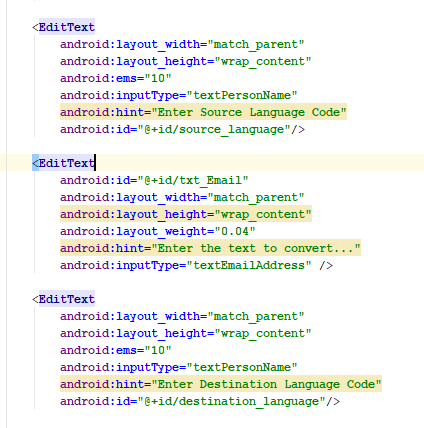 <EditText
android:layout_width="match_parent"
android:layout_height="wrap_content"
android:ems="10"
android:inputType="textPersonName"
android:hint="Enter Source Language Code"
android:id="@+id/source_language"/>
<EditText
android:id="@+id/txt_Email"
android:layout_width="match_parent"
android:layout_height="wrap_content"
android:layout_weight="0.04"
android:hint="Enter the text to convert..."
android:inputType="textEmailAddress" />
<EditText
android:layout_width="match_parent"
android:layout_height="wrap_content"
android:ems="10"
android:inputType="textPersonName"
android:hint="Enter Destination Language Code"
android:id="@+id/destination_language"/>